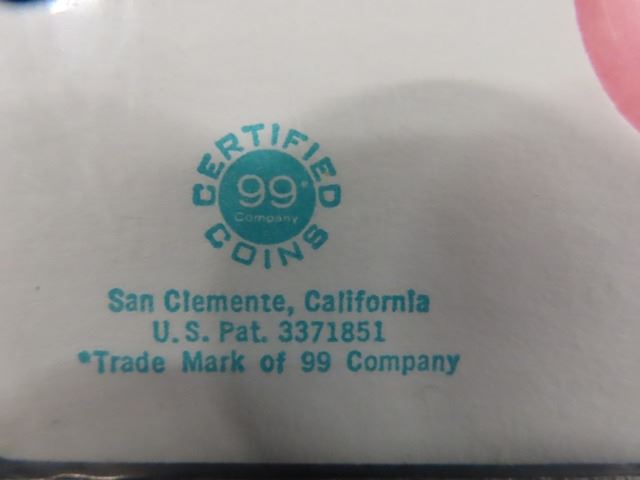 CERTIFIED
99*
Company
COINS
San Clemente, California
U.S. Pat. 3371851
*Trade Mark of 99 Company